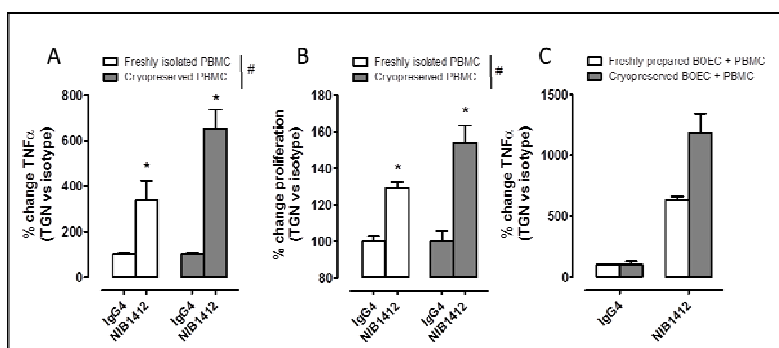 A
Freshly isolated PBMC
Cryopreserved PBMC
#
% change TNFα
(TGN vs isotype)
800
600
400
200
0
*
*
IgG4
NIB1412
IgG4
NIB1412
B
Freshly isolated PBMC
Cryopreserved PBMC
#
% change proliferation
(TGN vs isotype)
180
160
140
120
100
80
*
*
IgG4
NIB1412
IgG4
NIB1412
C
Freshly prepared BOEC + PBMC
Cryopreserved BOEC + PBMC
% change TNFα
(TGN vs isotype)
1500
1000
500
0
IgG4
NIB1412